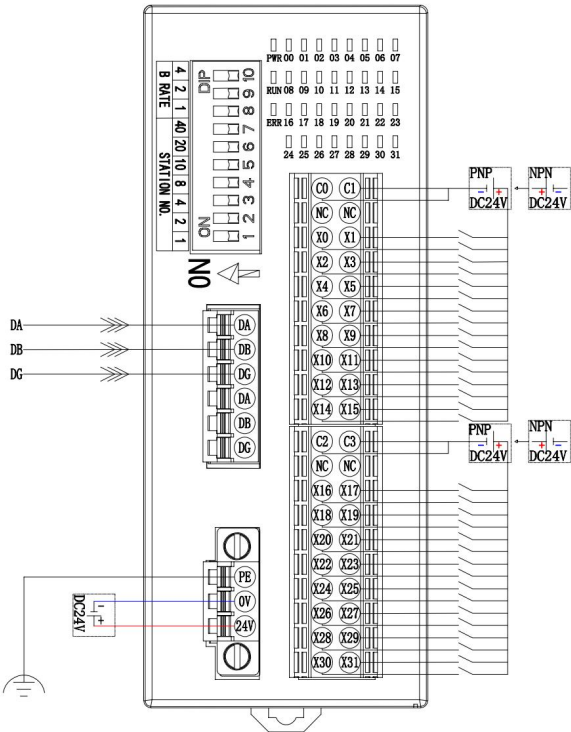 PWR 00 01 02 03 04 05 06 07
RUN 08 09 10 11 12 13 14 15
ERR 16 17 18 19 20 21 22 23
24 25 26 27 28 29 30 31
DIP
10 9 8 7 6 5 4 3 2 1
ON
4 2 1 40 20 10 8 4 2 1
B RATE
STATION NO.
ON
DA
DB
DG
DA
DB
DG
DA
DB
DG
PE
0V
24V
DC24V
-
+
C0 C1
NC NC
X0 X1
X2 X3
X4 X5
X6 X7
X8 X9
X10 X11
X12 X13
X14 X15
C2 C3
NC NC
X16 X17
X18 X19
X20 X21
X22 X23
X24 X25
X26 X27
X28 X29
X30 X31
PNP
- +
DC24V
NPN
+ -
DC24V
PNP
- +
DC24V
NPN
+ -
DC24V